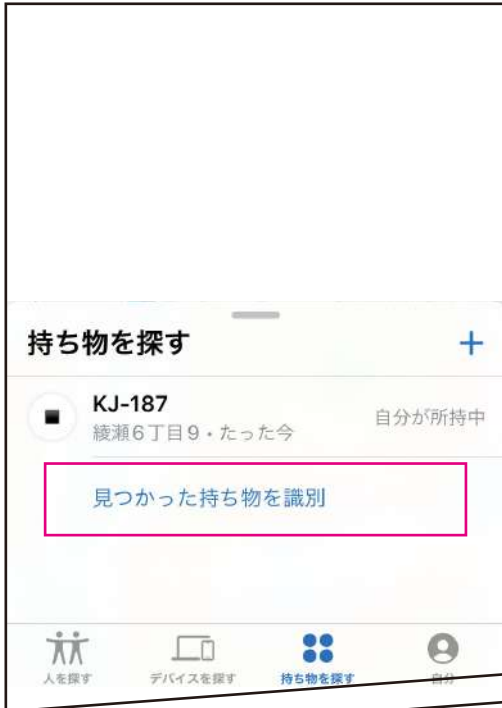 持ち物を探す
+
KJ-187
自分が所持中
綾瀬6丁目9・たった今
見つかった持ち物を識別
人を探す
デバイスを探す
持ち物を探す
自分